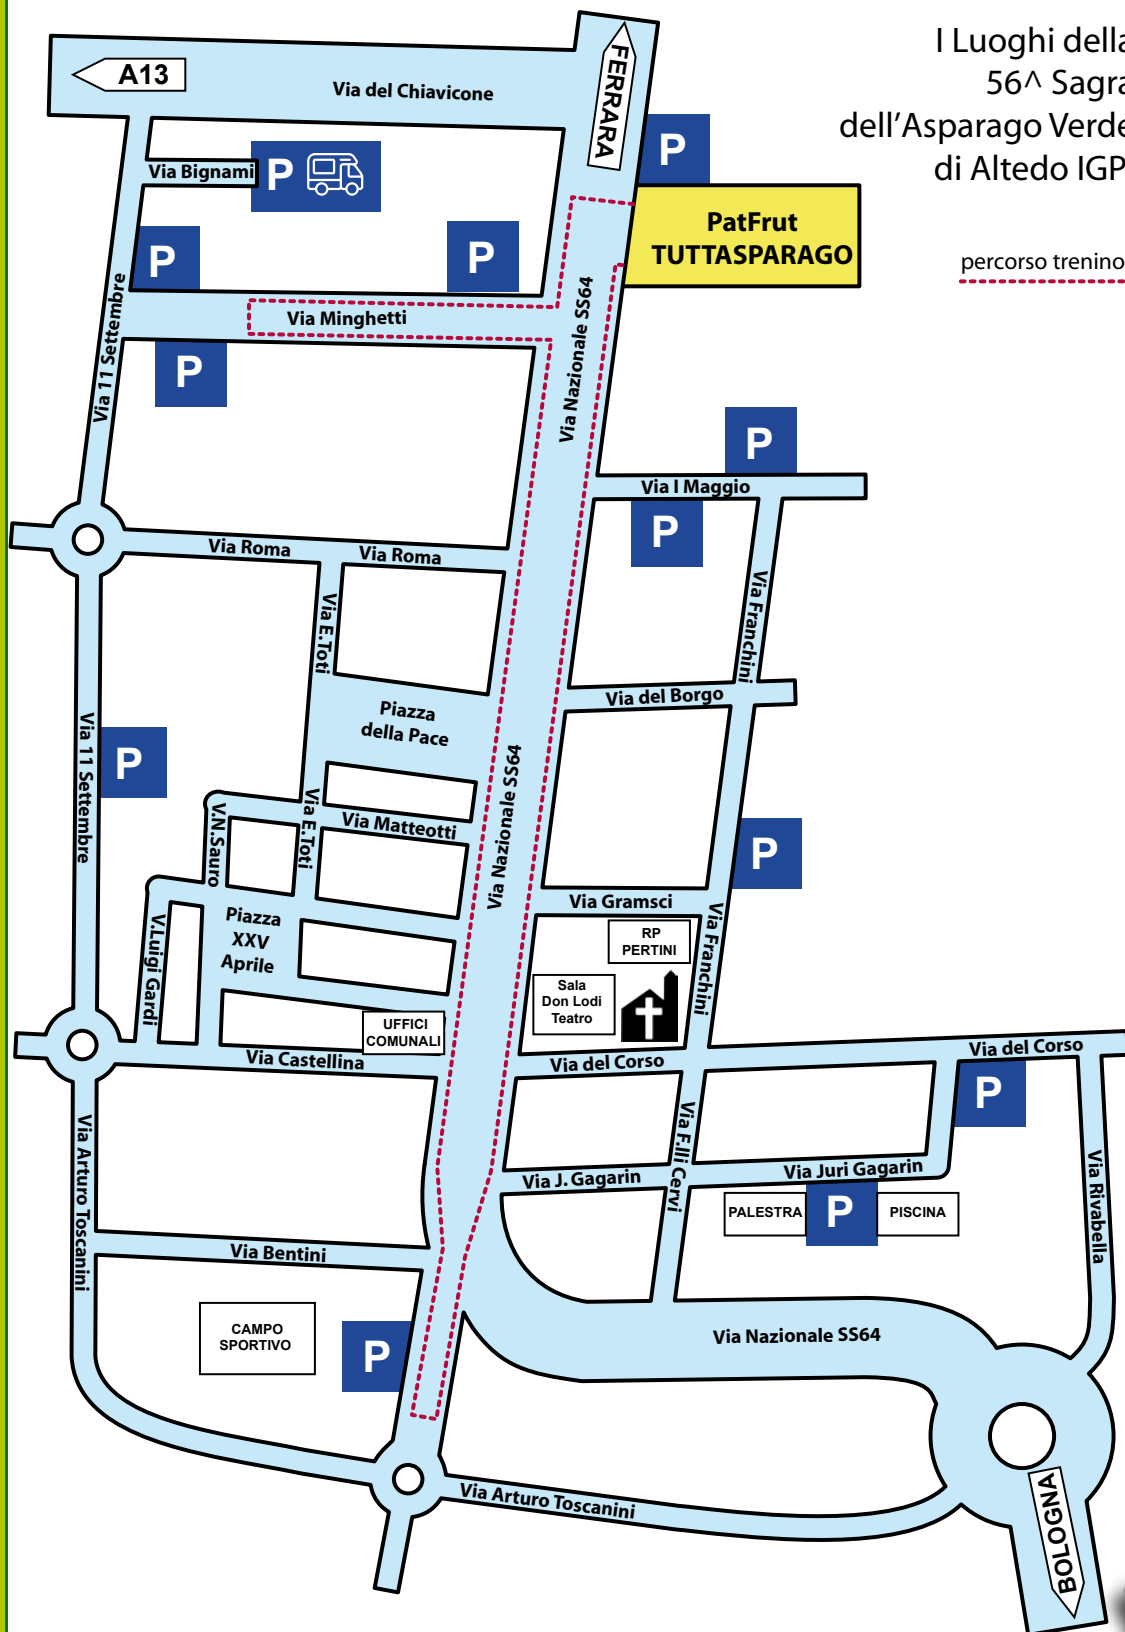 I Luoghi della
56^ Sagra
dell'Asparago Verde
di Altedo IGP
percorso trenino
A13
Via del Chiavicone
FERRARA
P
Via Bignami
P
PatFrut
TUTTASPARAGO
P
P
Via 11 Settembre
Via Minghetti
Via Nazionale SS64
P
P
Via I Maggio
P
Via Roma
Via Roma
Via E.Toti
Via Franchini
Via del Borgo
Piazza
della Pace
Via 11 Settembre
P
Via Nazionale SS64
V.N.Sauro
Via E.Toti
Via Matteotti
P
Via Gramsci
Via Franchini
Piazza
XXV
Aprile
V.Luigi Gardi
RP
PERTINI
Sala
Don Lodi
Teatro
UFFICI
COMUNALI
Via Castellina
Via del Corso
Via del Corso
P
Via Arturo Toscanini
Via F.lli Cervi
Via J. Gagarin
Via Juri Gagarin
Via Rivabella
PALESTRA
P
PISCINA
Via Bentini
CAMPO
SPORTIVO
P
Via Nazionale SS64
Via Arturo Toscanini
BOLOGNA